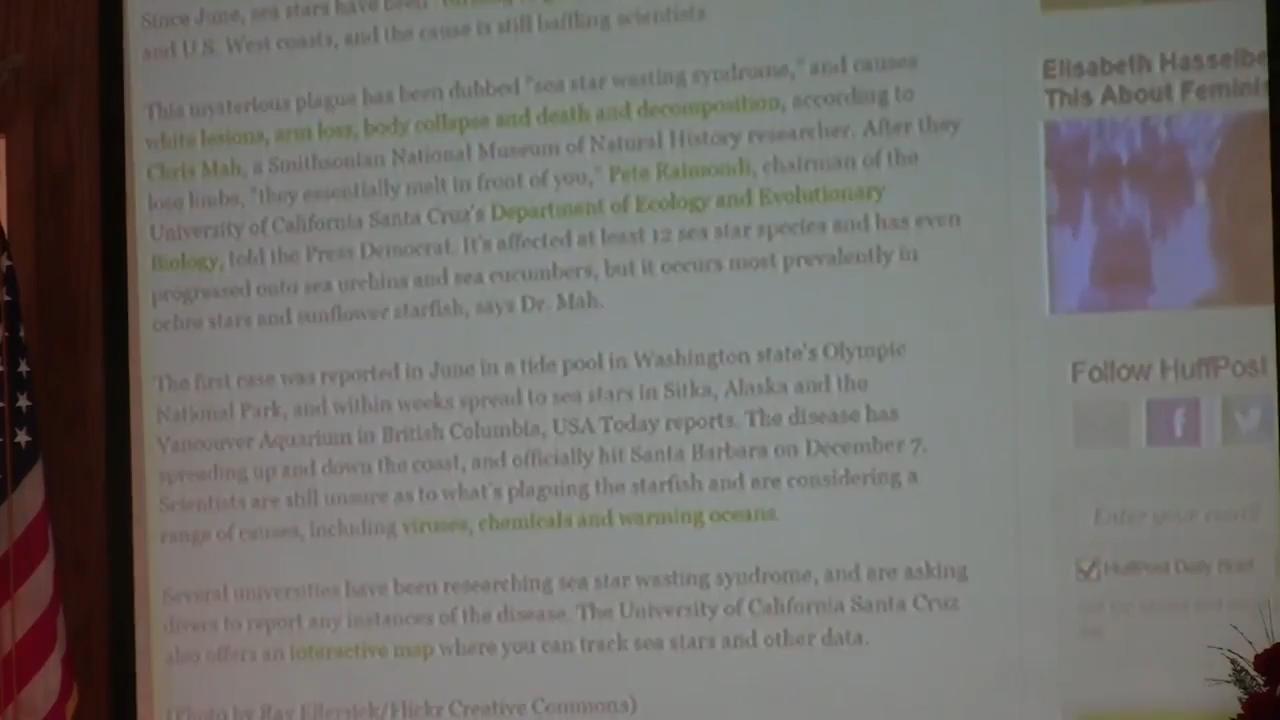 Since June, sea stars have been
and U.S. West coasts, and the cause is still baffling scientists
This mysterious plague has been dubbed "sea star wasting syndrome," and causes
white lesions, arm loss, body collapse and death and decomposition, according to
Chris Mah, a Smithsonian National Museum of Natural History researcher. After they
lose limbs, "they essentially melt in front of you," Pete Raimondi, chairman of the
University of California Santa Cruz's Department of Ecology and Evolutionary
Biology, told the Press Democrat. It's affected at least 12 sea star species and has even
progressed onto sea urchins and sea cucumbers, but it occurs most prevalently in
ochre stars and sunflower starfish, says Dr. Mah.
The first case was reported in June in a tide pool in Washington state's Olympic
National Park, and within weeks spread to sea stars in Sitka, Alaska and the
Vancouver Aquarium in British Columbia, USA Today reports. The disease has
spreading up and down the coast, and officially hit Santa Barbara on December 7.
Scientists are still unsure as to what's plaguing the starfish and are considering a
range of causes, including viruses, chemicals and warming oceans.
Several universities have been researching sea star wasting syndrome, and are asking
divers to report any instances of the disease. The University of California Santa Cruz
also offers an interactive map where you can track sea stars and other data.
(Photo by Ray Creative Commons)
Elisabeth Hasselbe
This About Feminis
Follow HuffPost
f
Enter your email
HuffPost Daily Brief